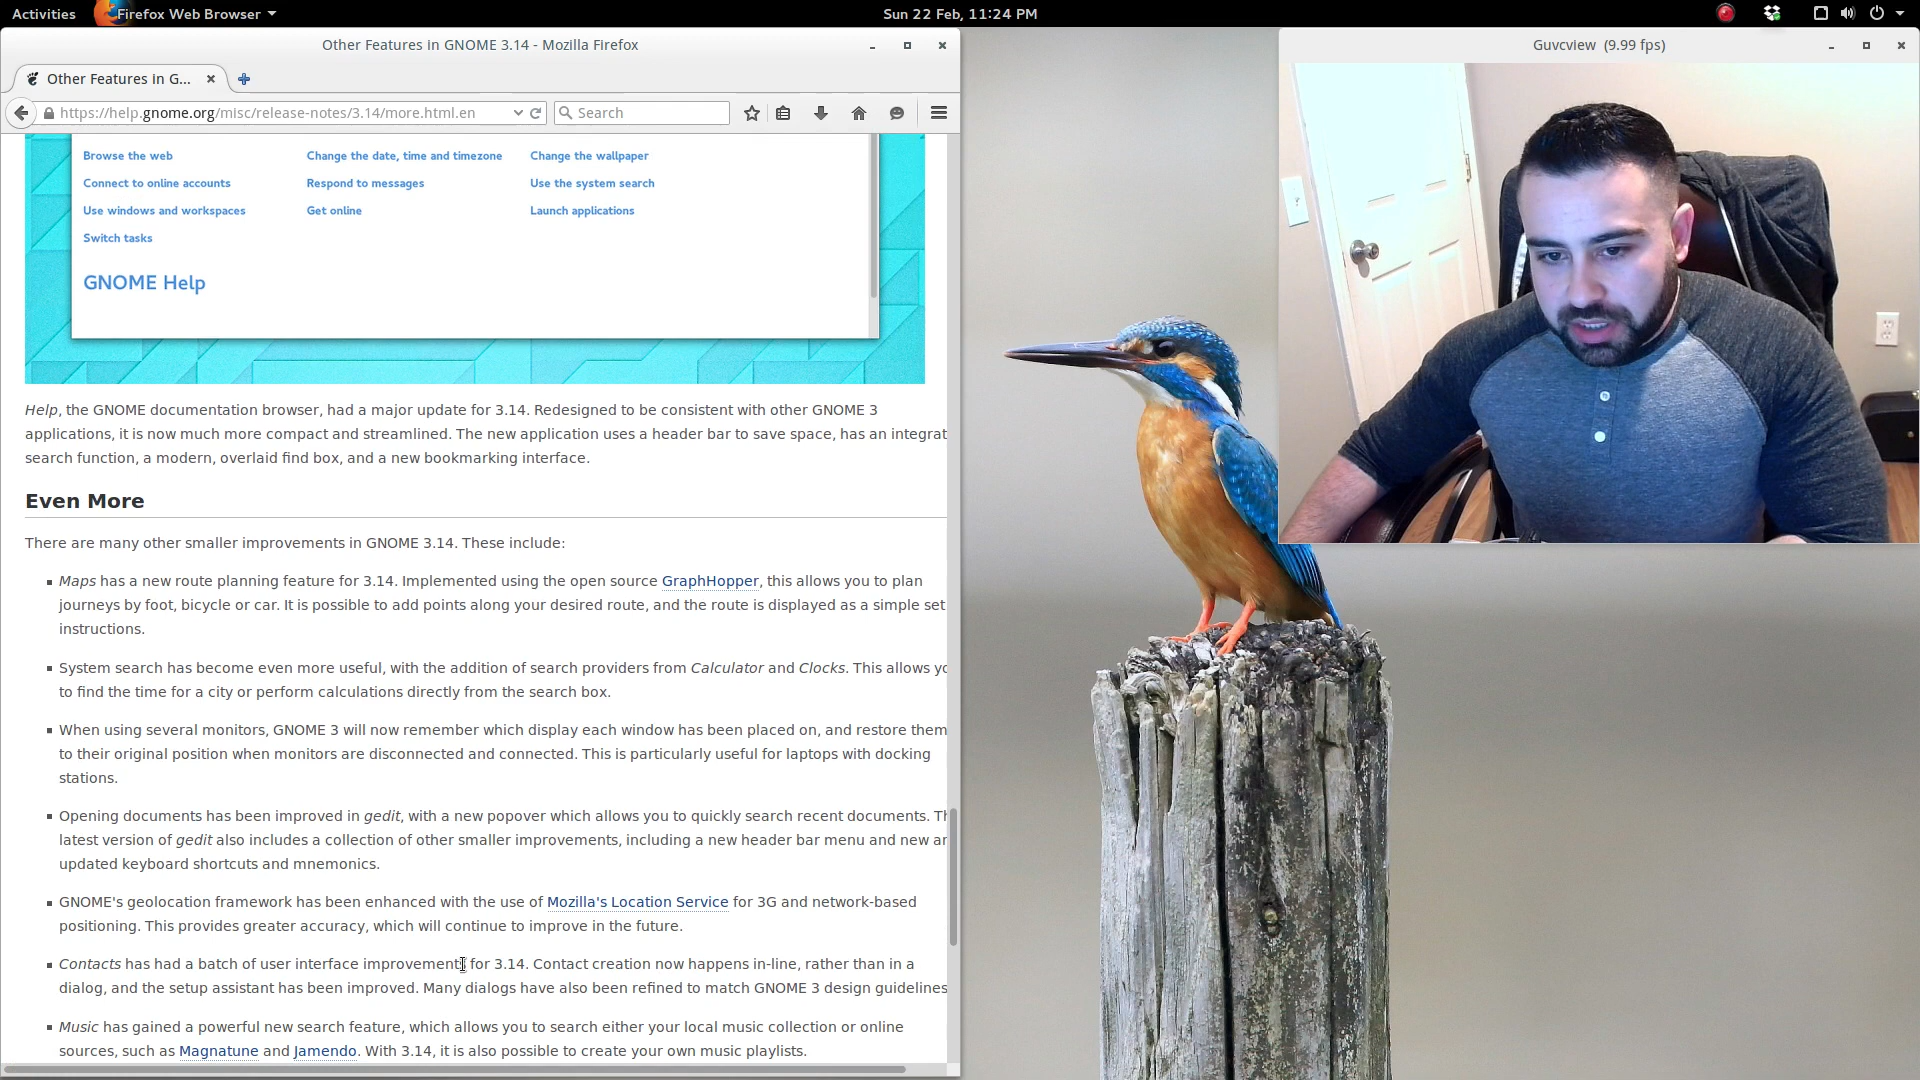 Activities
Firefox Web Browser
Sun 22 Feb, 11:24 PM
Other Features in GNOME 3.14 - Mozilla Firefox
Guvcview (9.99 fps)
Other Features in G...
https://help.gnome.org/misc/release-notes/3.14/more.html.en
Search
Browse the web
Change the date, time and timezone
Change the wallpaper
Connect to online accounts
Respond to messages
Use the system search
Use windows and workspaces
Get online
Launch applications
Switch tasks
GNOME Help
Help, the GNOME documentation browser, had a major update for 3.14. Redesigned to be consistent with other GNOME 3
applications, it is now much more compact and streamlined. The new application uses a header bar to save space, has an integrat
search function, a modern, overlaid find box, and a new bookmarking interface.
Even More
There are many other smaller improvements in GNOME 3.14. These include:
Maps has a new route planning feature for 3.14. Implemented using the open source GraphHopper, this allows you to plan
journeys by foot, bicycle or car. It is possible to add points along your desired route, and the route is displayed as a simple set
instructions.
System search has become even more useful, with the addition of search providers from Calculator and Clocks. This allows yo
to find the time for a city or perform calculations directly from the search box.
When using several monitors, GNOME 3 will now remember which display each window has been placed on, and restore them
to their original position when monitors are disconnected and connected. This is particularly useful for laptops with docking
stations.
Opening documents has been improved in gedit, with a new popover which allows you to quickly search recent documents. Th
latest version of gedit also includes a collection of other smaller improvements, including a new header bar menu and new an
updated keyboard shortcuts and mnemonics.
GNOME's geolocation framework has been enhanced with the use of Mozilla's Location Service for 3G and network-based
positioning. This provides greater accuracy, which will continue to improve in the future.
Contacts has had a batch of user interface improvements for 3.14. Contact creation now happens in-line, rather than in a
dialog, and the setup assistant has been improved. Many dialogs have also been refined to match GNOME 3 design guidelines
Music has gained a powerful new search feature, which allows you to search either your local music collection or online
sources, such as Magnatune and Jamendo. With 3.14, it is also possible to create your own music playlists.